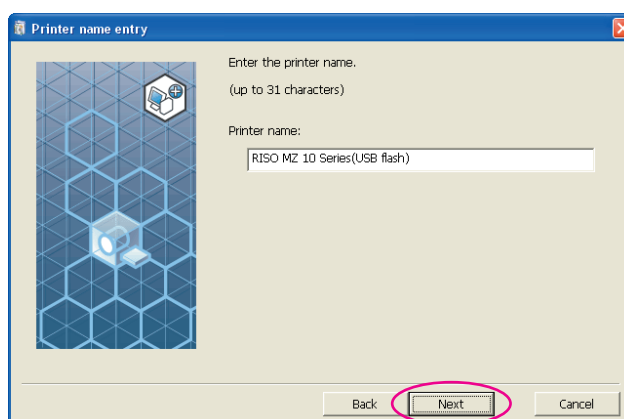 Printer name entry
Enter the printer name.
(up to 31 characters)
Printer name:
RISO MZ 10 Series(USB flash)
Back Next Cancel